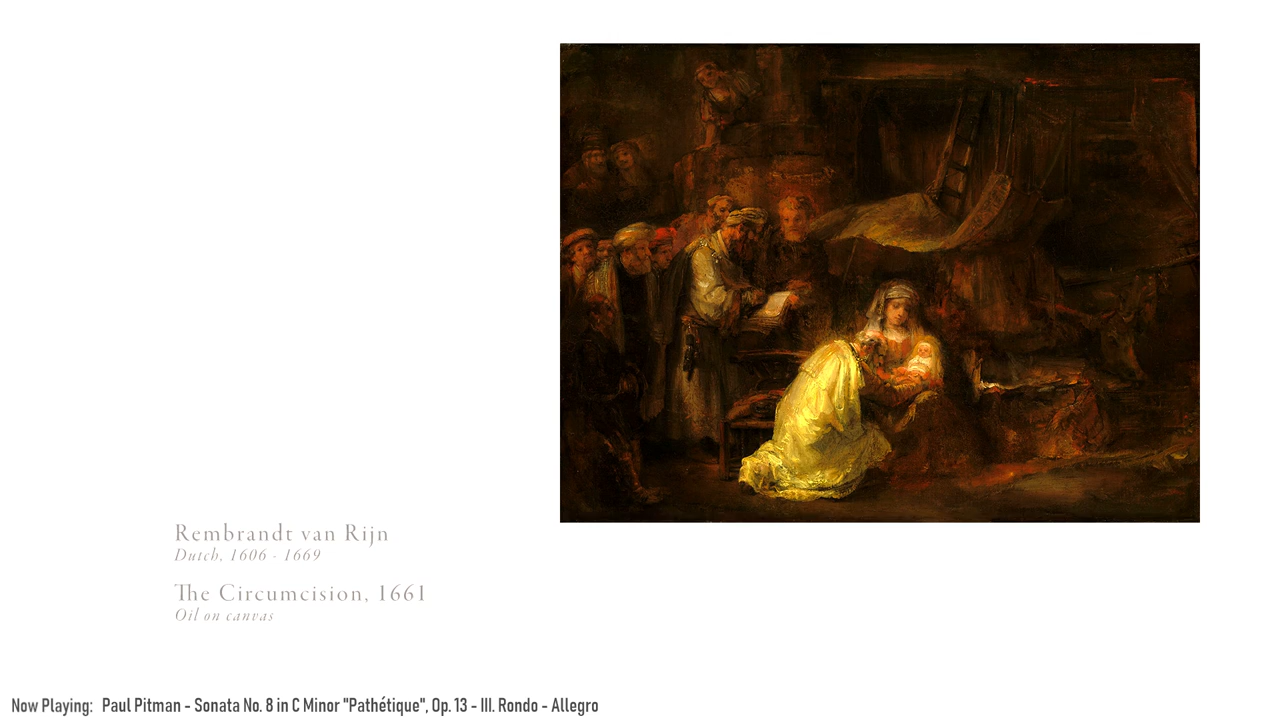 Rembrandt van Rijn
Dutch, 1606 - 1669
The Circumcision, 1661
Oil on canvas
Now Playing: Paul Pitman - Sonata No. 8 in C Minor "Pathétique", Op. 13 - III. Rondo - Allegro